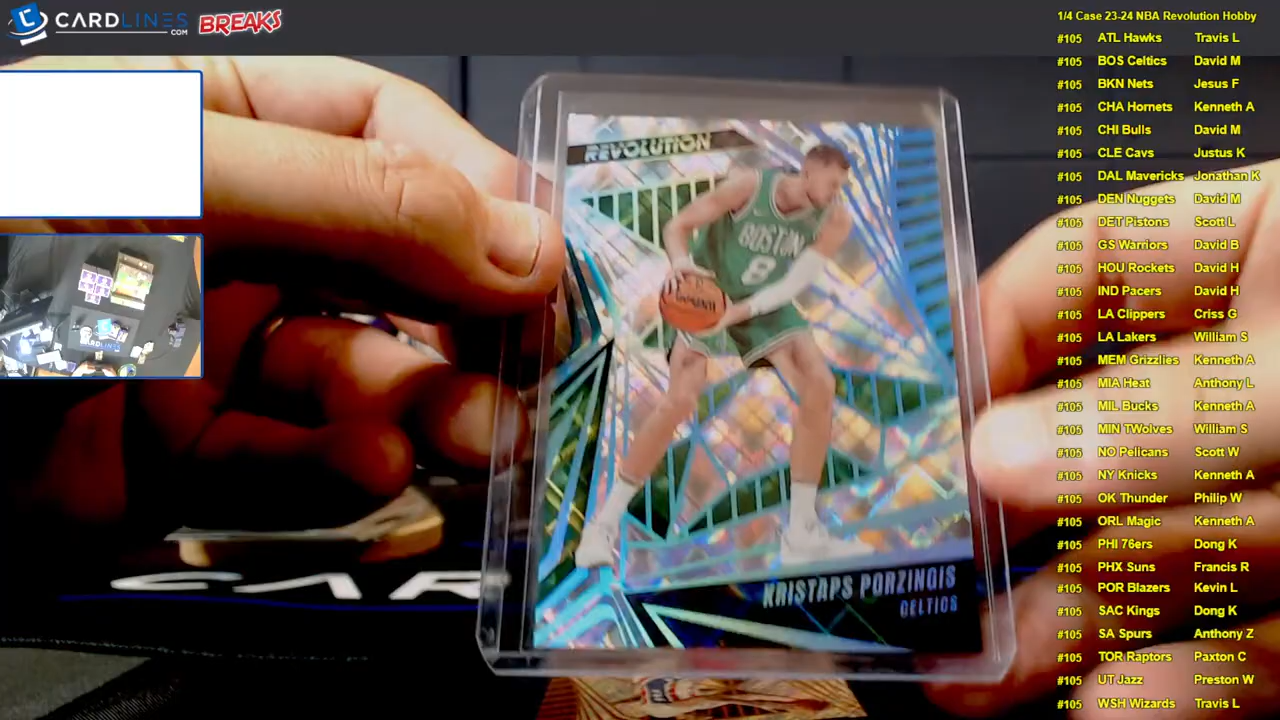 CARDLINES
.COM
BREAKS
1/4 Case 23-24 NBA Revolution Hobby
#105 ATL Hawks Travis L
#105 BOS Celtics David M
#105 BKN Nets Jesus F
#105 CHA Hornets Kenneth A
#105 CHI Bulls David M
#105 CLE Cavs Justus K
#105 DAL Mavericks Jonathan K
#105 DEN Nuggets David M
#105 DET Pistons Scott L
#105 GS Warriors David B
#105 HOU Rockets David H
#105 IND Pacers David H
#105 LA Clippers Criss G
#105 LA Lakers William S
#105 MEM Grizzlies Kenneth A
#105 MIA Heat Anthony L
#105 MIL Bucks Kenneth A
#105 MIN TWolves William S
#105 NO Pelicans Scott W
#105 NY Knicks Kenneth A
#105 OK Thunder Philip W
#105 ORL Magic Kenneth A
#105 PHI 76ers Dong K
#105 PHX Suns Francis R
#105 POR Blazers Kevin L
#105 SAC Kings Dong K
#105 SA Spurs Anthony Z
#105 TOR Raptors Paxton C
#105 UT Jazz Preston W
#105 WSH Wizards Travis L
REVOLUTION
BOSTON
8
KRISTAPS PORZINGIS
CELTICS
CAR
CARDLINES